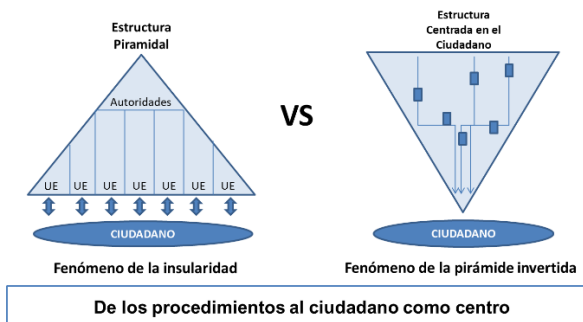 Estructura
Piramidal
Autoridades
UE UE UE UE UE UE UE
CIUDADANO
Fenómeno de la insularidad
VS
Estructura
Centrada en el
Ciudadano
CIUDADANO
Fenómeno de la pirámide invertida
De los procedimientos al ciudadano como centro